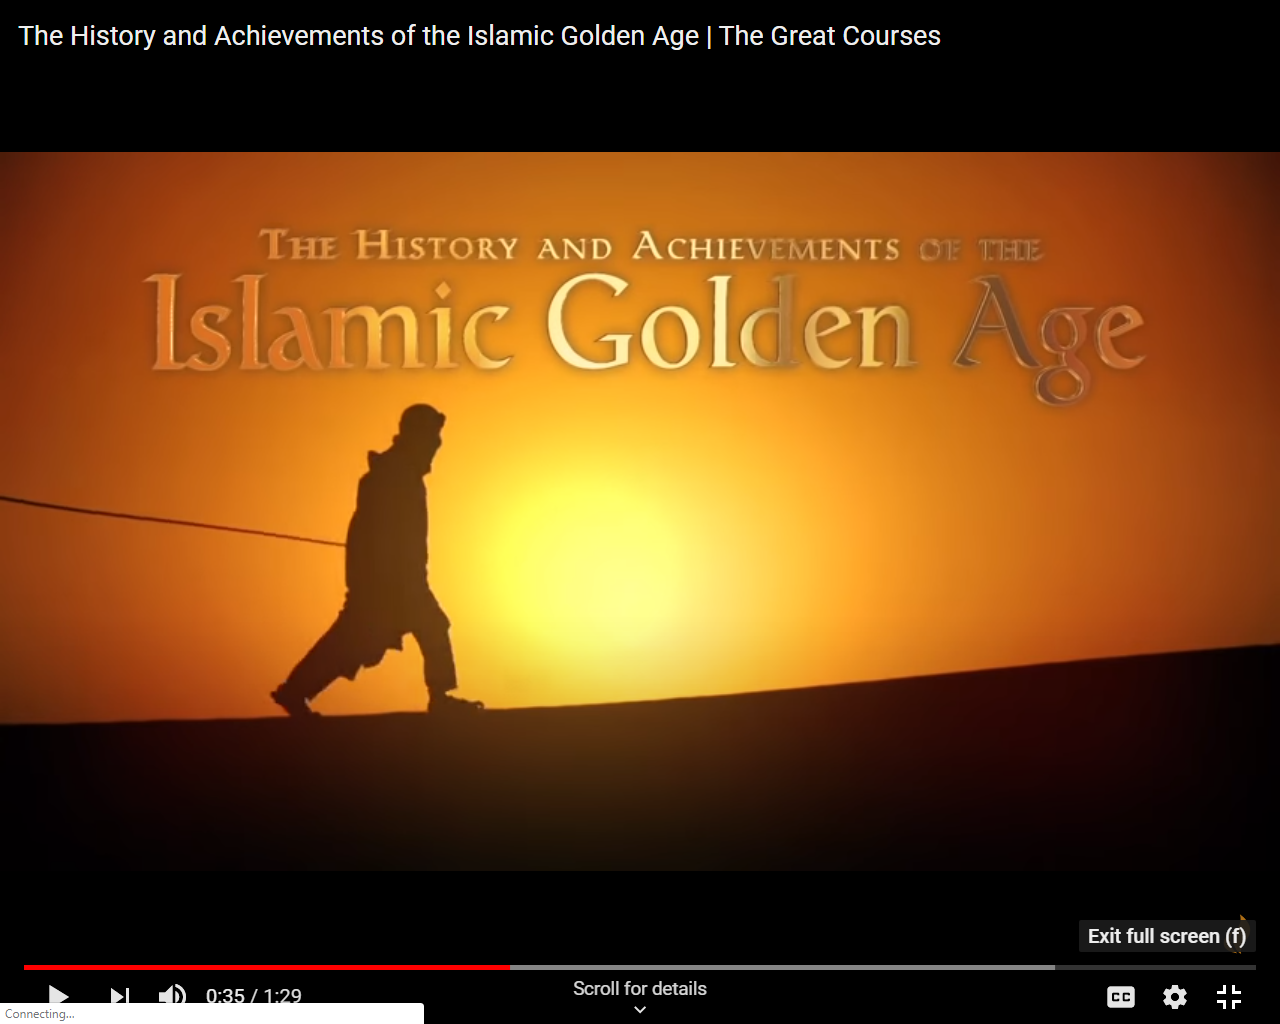 The History and Achievements of the Islamic Golden Age | The Great Courses
THE HISTORY AND ACHIEVEMENTS OF THE
Islamic Golden Age
Exit full screen (f)
Scroll for details
0:35 / 1:29
CC
Connecting...